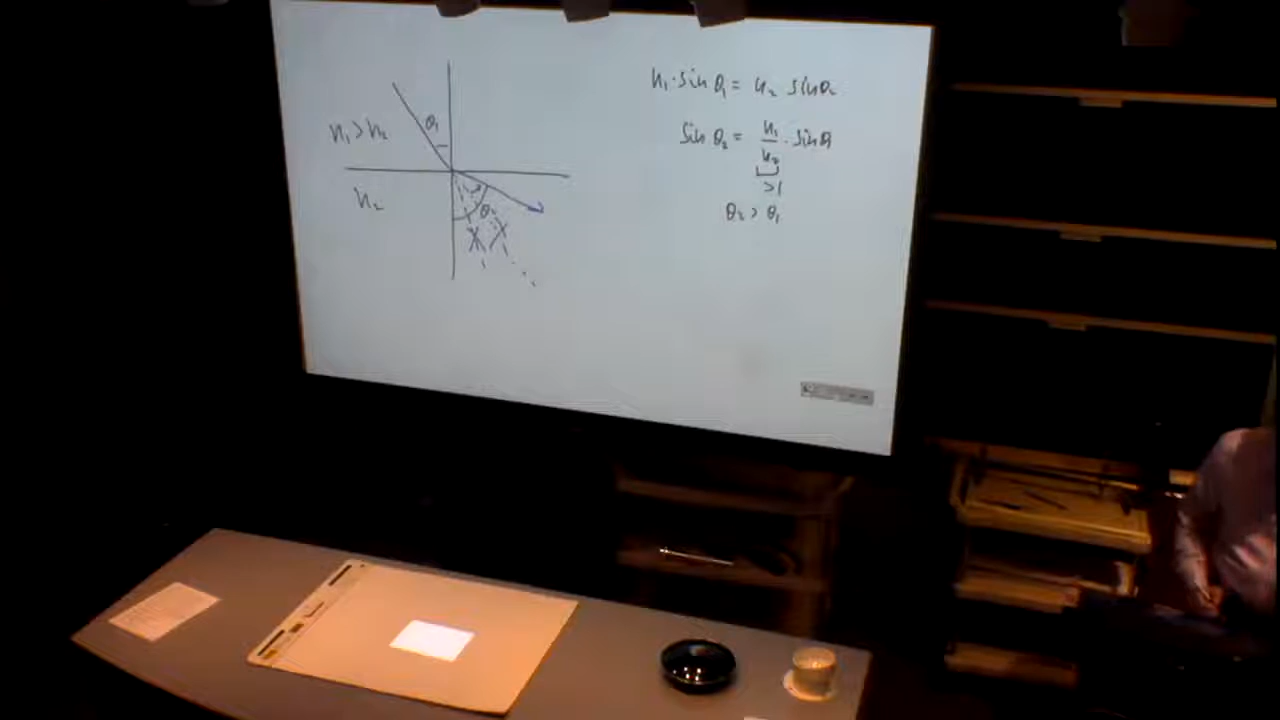 n₁·sin θ₁ = n₂ sin θ₂
θ₁
n₁ > n₂
sin θ₂ = n₁/n₂ · sin θ₁
>1
n₂
θ₂
θ₂ > θ₁